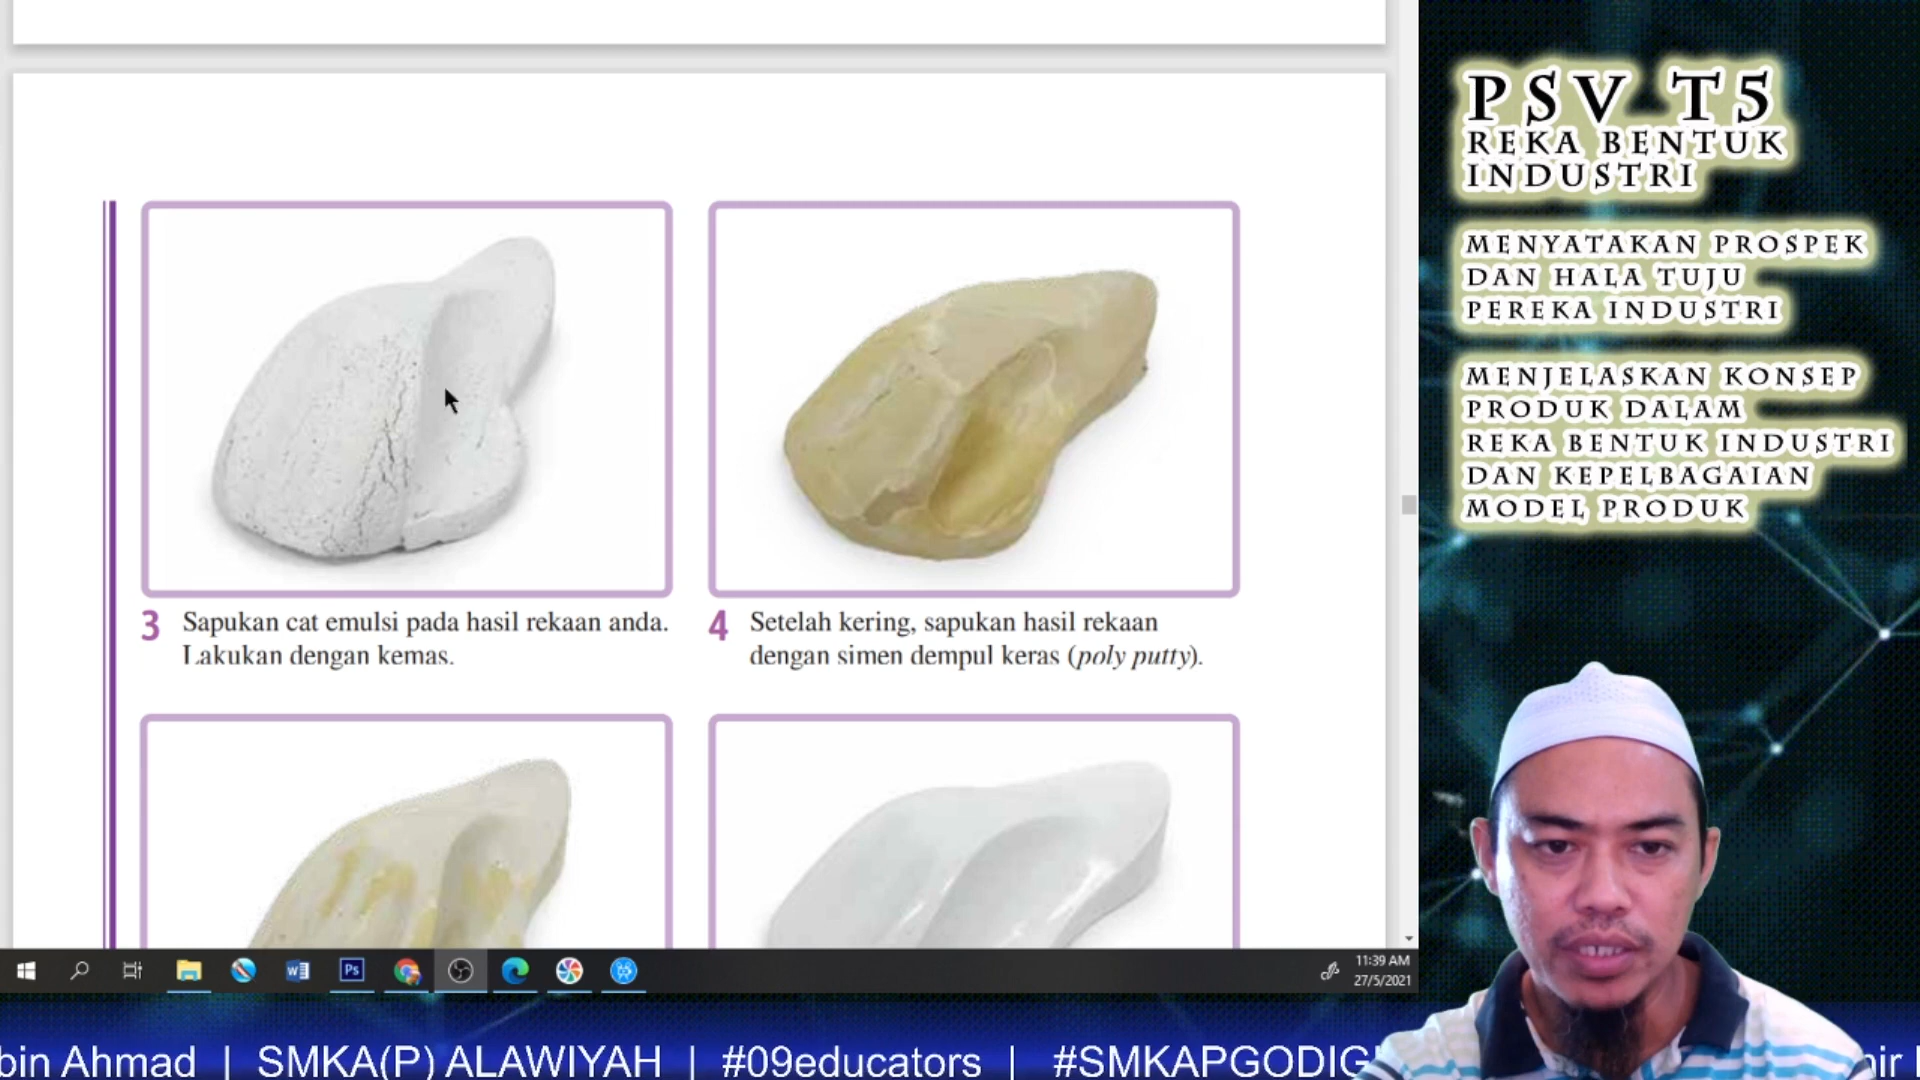 PSV T5
REKA BENTUK
INDUSTRI
MENYATAKAN PROSPEK
DAN HALA TUJU
PEREKA INDUSTRI
MENJELASKAN KONSEP
PRODUK DALAM
REKA BENTUK INDUSTRI
DAN KEPELBAGAIAN
MODEL PRODUK
3 Sapukan cat emulsi pada hasil rekaan anda.
Lakukan dengan kemas.
4 Setelah kering, sapukan hasil rekaan
dengan simen dempul keras (poly putty).
Ps
11:39 AM
27/5/2021
bin Ahmad | SMKA(P) ALAWIYAH | #09educators | #SMKAPGODIG